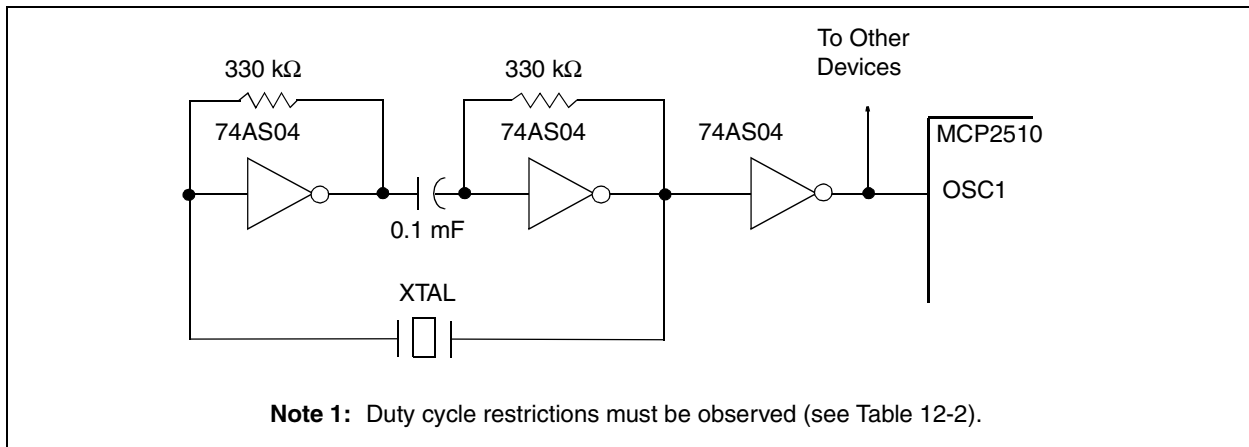 To Other
Devices
330 kΩ
330 kΩ
74AS04
74AS04
74AS04
MCP2510
OSC1
0.1 mF
XTAL
Note 1: Duty cycle restrictions must be observed (see Table 12-2).